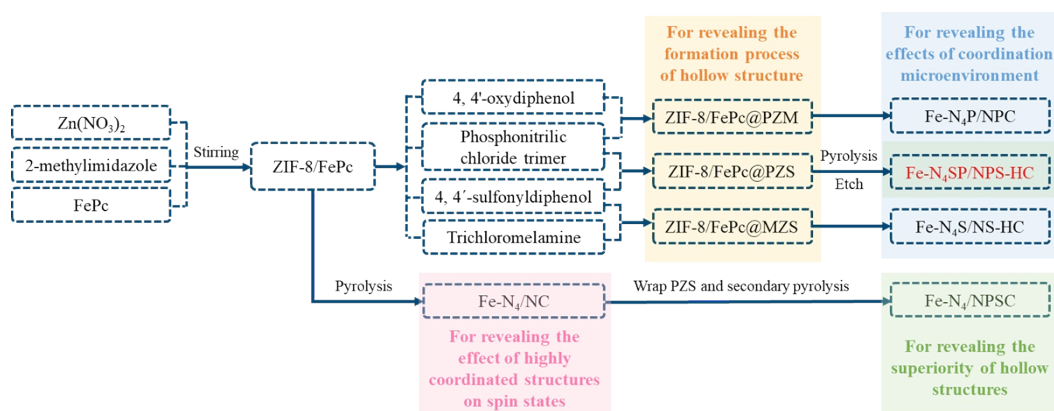 For revealing the
formation process
of hollow structure
For revealing the
effects of coordination
microenvironment
Zn(NO₃)₂
2-methylimidazole
FePc
Stirring
ZIF-8/FePc
4, 4'-oxydiphenol
Phosphonitrilic
chloride trimer
4, 4´-sulfonyldiphenol
Trichloromelamine
ZIF-8/FePc@PZM
ZIF-8/FePc@PZS
ZIF-8/FePc@MZS
Pyrolysis
Etch
Fe-N₄P/NPC
Fe-N₄SP/NPS-HC
Fe-N₄S/NS-HC
Pyrolysis
Fe-N₄/NC
Wrap PZS and secondary pyrolysis
Fe-N₄/NPSC
For revealing the
effect of highly
coordinated structures
on spin states
For revealing the
superiority of hollow
structures